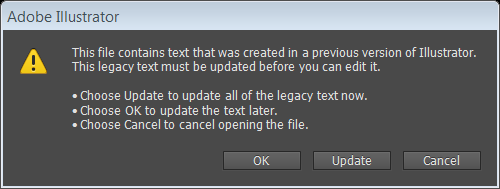 Adobe Illustrator
This file contains text that was created in a previous version of Illustrator.
This legacy text must be updated before you can edit it.
• Choose Update to update all of the legacy text now.
• Choose OK to update the text later.
• Choose Cancel to cancel opening the file.
OK Update Cancel